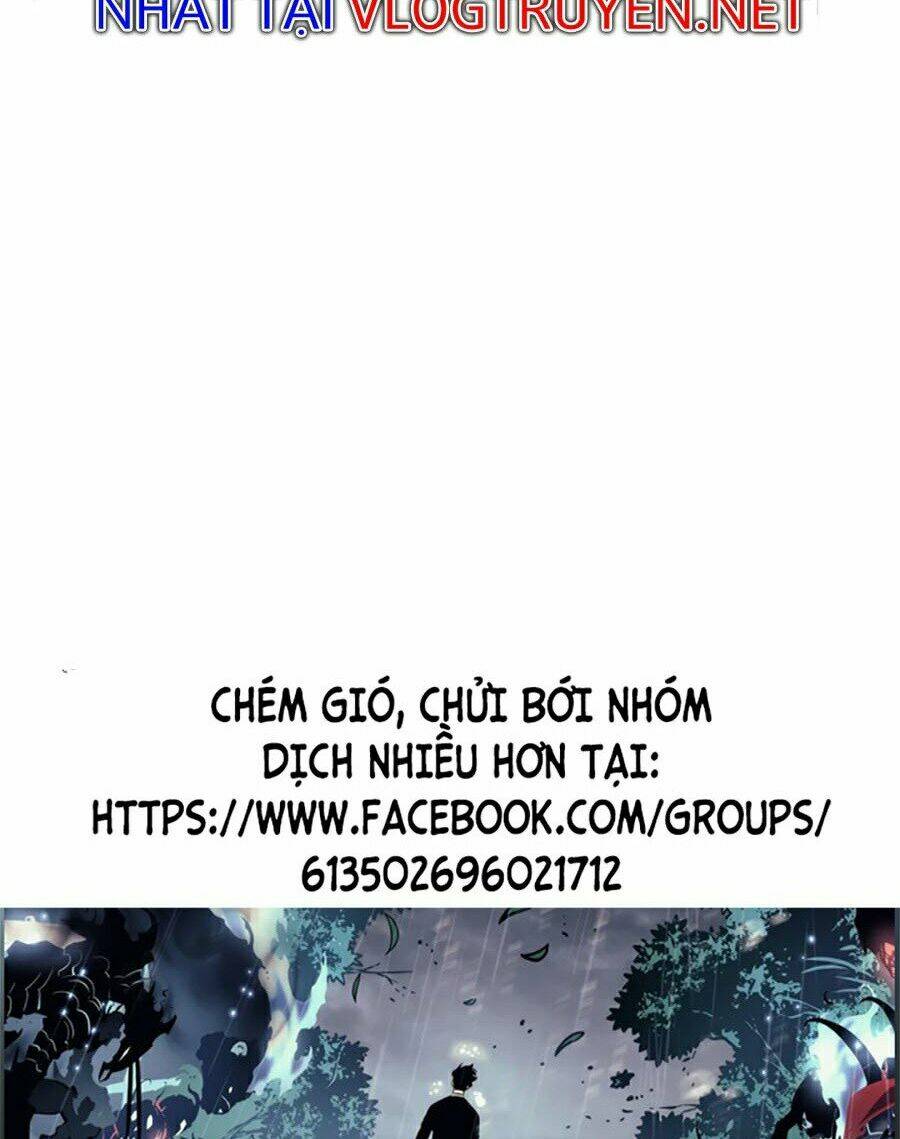 NHẤT TẠI VLOGTRUYEN.NET
CHÉM GIÓ, CHỬI BỚI NHÓM
DỊCH NHIỀU HƠN TẠI:
HTTPS://WWW.FACEBOOK.COM/GROUPS/
613502696021712